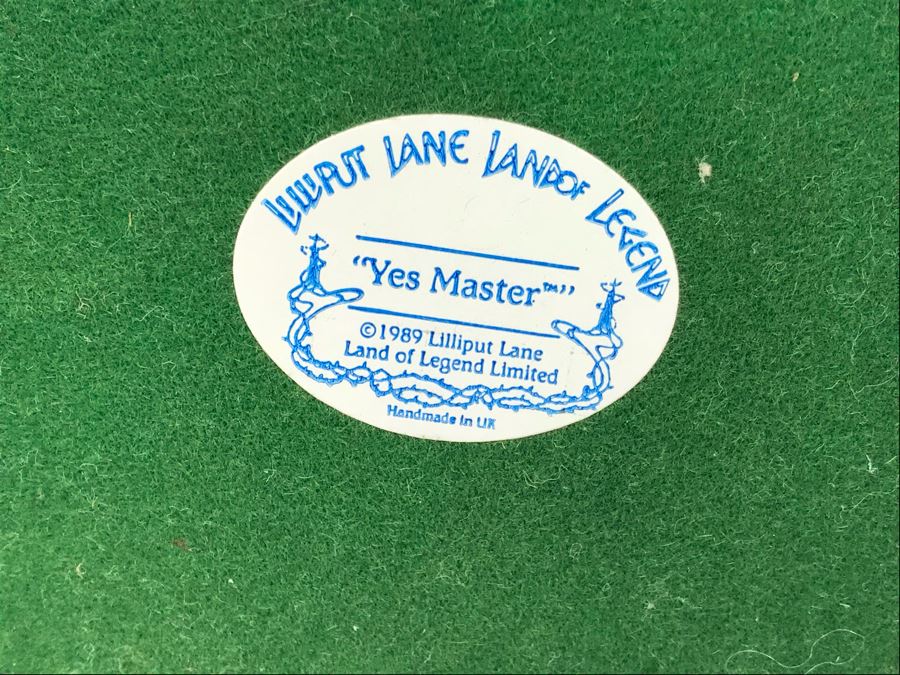 LILLIPUT LANE LAND OF LEGEND
“Yes Master™”
©1989 Lilliput Lane
Land of Legend Limited
Handmade in UK